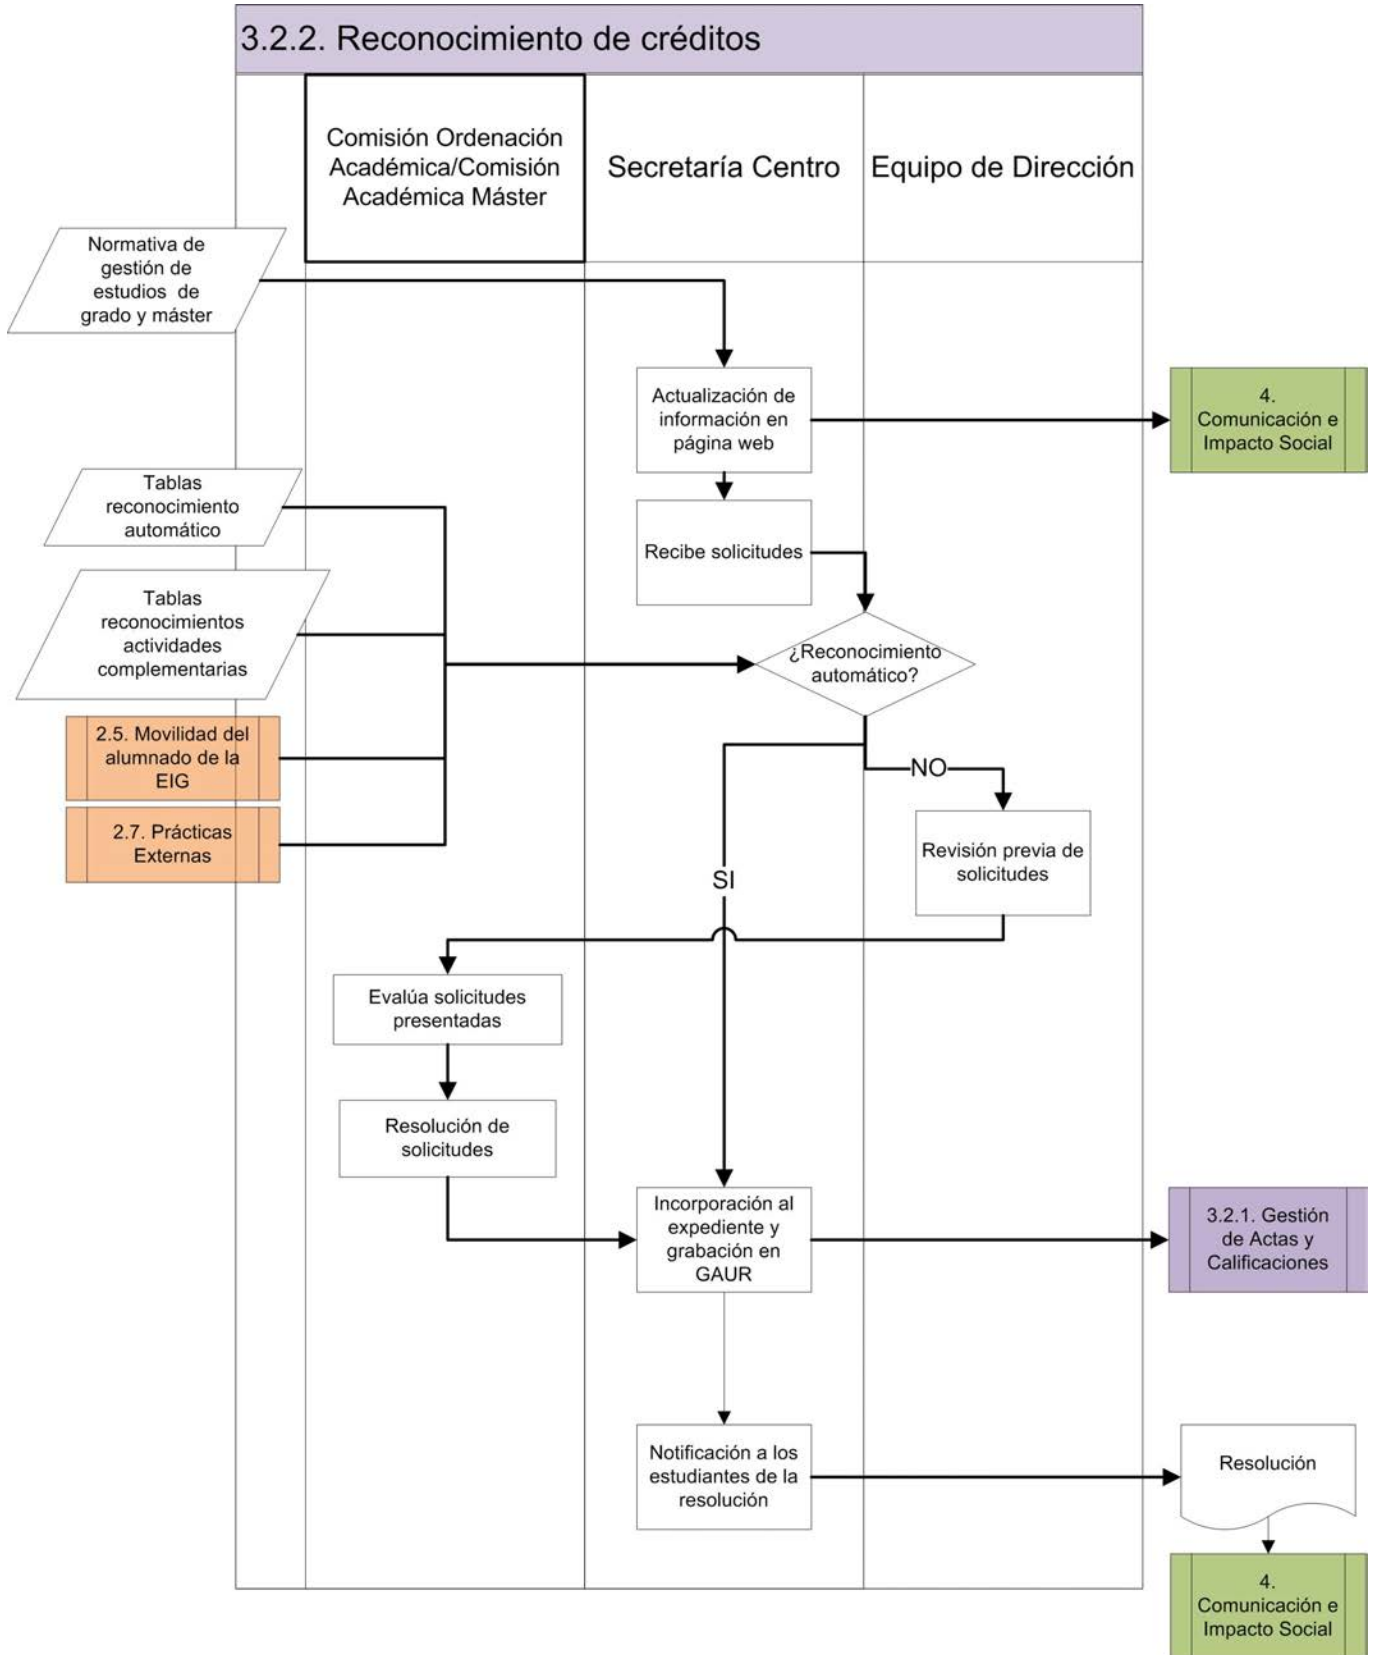 3.2.2. Reconocimiento de créditos
Comisión Ordenación
Académica/Comisión
Académica Máster
Secretaría Centro
Equipo de Dirección
Normativa de
gestión de
estudios de
grado y máster
Actualización de
información en
página web
4.
Comunicación e
Impacto Social
Tablas
reconocimiento
automático
Recibe solicitudes
Tablas
reconocimientos
actividades
complementarias
¿Reconocimiento
automático?
2.5. Movilidad del
alumnado de la
EIG
NO
2.7. Prácticas
Externas
Revisión previa de
solicitudes
SI
Evalúa solicitudes
presentadas
Resolución de
solicitudes
Incorporación al
expediente y
grabación en
GAUR
3.2.1. Gestión
de Actas y
Calificaciones
Notificación a los
estudiantes de la
resolución
Resolución
4.
Comunicación e
Impacto Social